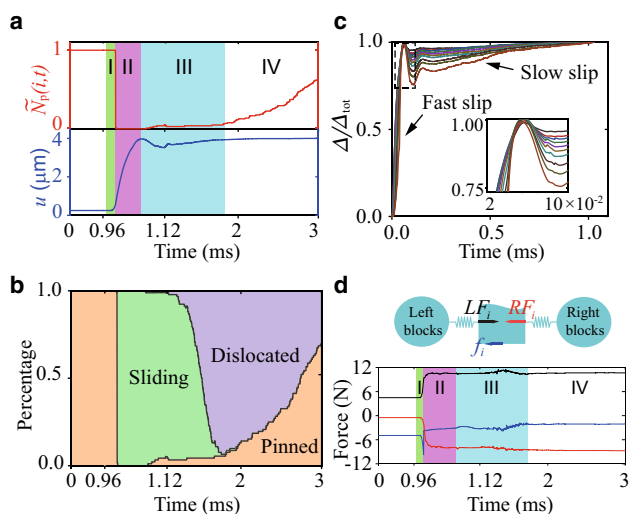 a
I II III IV
Ñp(i,t)
1
0
u (μm)
4
2
0
0 0.96 1.12 2 3
Time (ms)
b
Percentage
1.0
0.5
0.0
Sliding
Dislocated
Pinned
0 0.96 1.12 2 3
Time (ms)
c
Δ/Δtot
1.0
0.5
0.0
Slow slip
Fast slip
1.00
0.75
2 10 × 10⁻²
0.0 0.5 1.0
Time (ms)
d
Left blocks
LFi
RFi
fi
Right blocks
I II III IV
Force (N)
12
6
0
-6
-12
0 0.96 1.12 2 3
Time (ms)